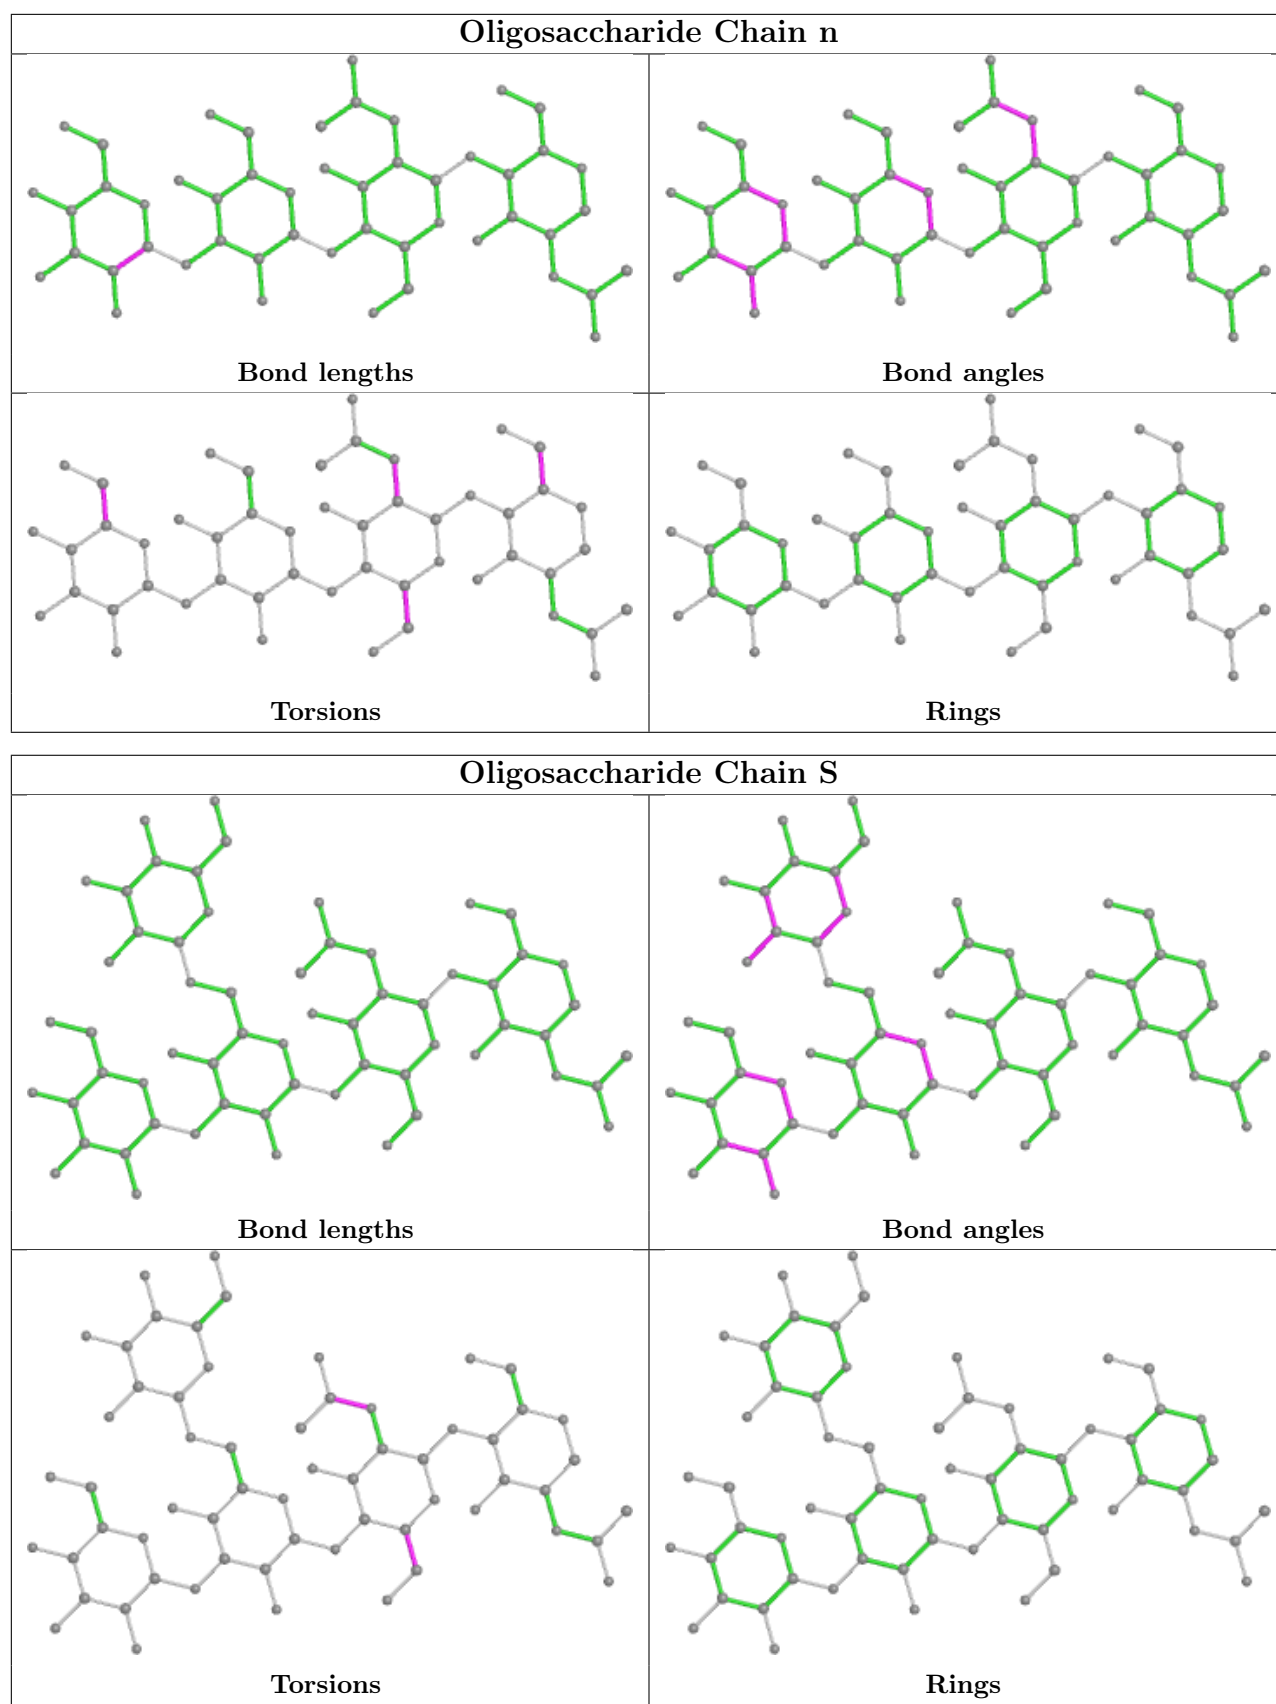 Oligosaccharide Chain n
Bond lengths
Bond angles
Torsions
Rings
Oligosaccharide Chain S
Bond lengths
Bond angles
Torsions
Rings